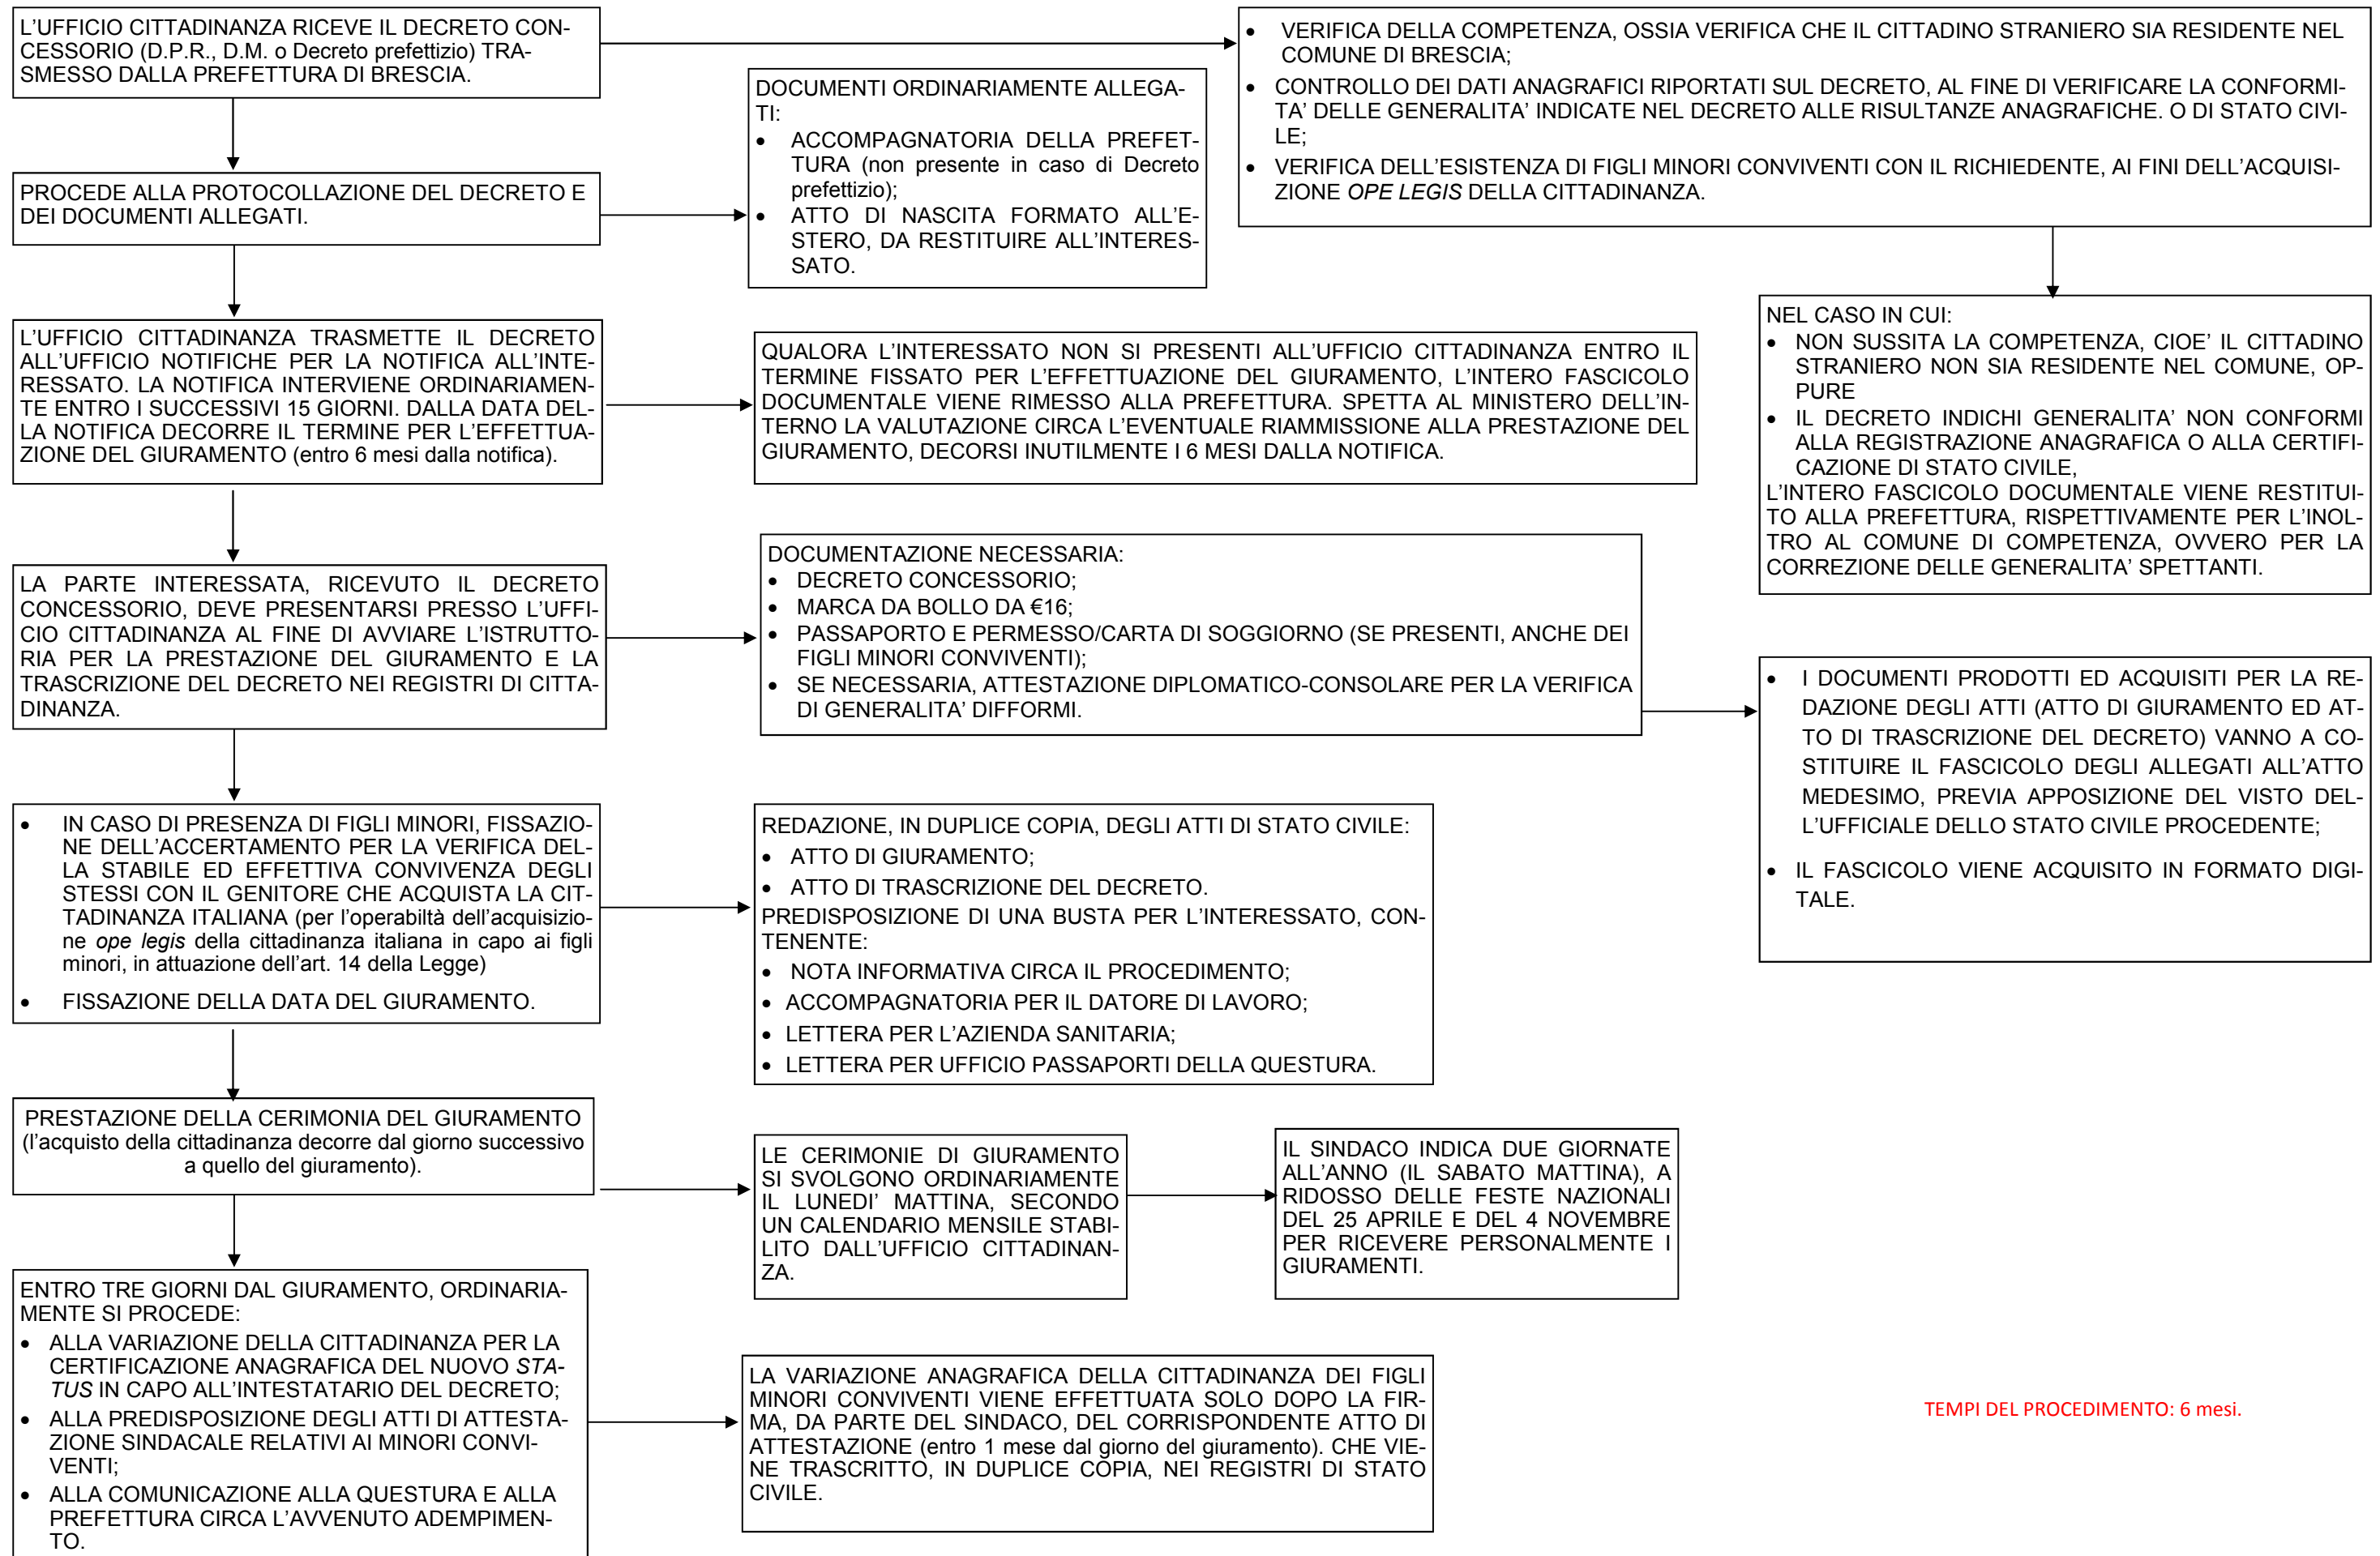 L'UFFICIO CITTADINANZA RICEVE IL DECRETO CON-
CESSORIO (D.P.R., D.M. o Decreto prefettizio) TRA-
SMESSO DALLA PREFETTURA DI BRESCIA.
• VERIFICA DELLA COMPETENZA, OSSIA VERIFICA CHE IL CITTADINO STRANIERO SIA RESIDENTE NEL
COMUNE DI BRESCIA;
• CONTROLLO DEI DATI ANAGRAFICI RIPORTATI SUL DECRETO, AL FINE DI VERIFICARE LA CONFORMI-
TA' DELLE GENERALITA' INDICATE NEL DECRETO ALLE RISULTANZE ANAGRAFICHE. O DI STATO CIVI-
LE;
• VERIFICA DELL'ESISTENZA DI FIGLI MINORI CONVIVENTI CON IL RICHIEDENTE, AI FINI DELL'ACQUISI-
ZIONE OPE LEGIS DELLA CITTADINANZA.
PROCEDE ALLA PROTOCOLLAZIONE DEL DECRETO E
DEI DOCUMENTI ALLEGATI.
DOCUMENTI ORDINARIAMENTE ALLEGA-
TI:
• ACCOMPAGNATORIA DELLA PREFET-
TURA (non presente in caso di Decreto
prefettizio);
• ATTO DI NASCITA FORMATO ALL'E-
STERO, DA RESTITUIRE ALL'INTERES-
SATO.
NEL CASO IN CUI:
• NON SUSSITA LA COMPETENZA, CIOE' IL CITTADINO
STRANIERO NON SIA RESIDENTE NEL COMUNE, OP-
PURE
• IL DECRETO INDICHI GENERALITA' NON CONFORMI
ALLA REGISTRAZIONE ANAGRAFICA O ALLA CERTIFI-
CAZIONE DI STATO CIVILE,
L'INTERO FASCICOLO DOCUMENTALE VIENE RESTITUI-
TO ALLA PREFETTURA, RISPETTIVAMENTE PER L'INOL-
TRO AL COMUNE DI COMPETENZA, OVVERO PER LA
CORREZIONE DELLE GENERALITA' SPETTANTI.
L'UFFICIO CITTADINANZA TRASMETTE IL DECRETO
ALL'UFFICIO NOTIFICHE PER LA NOTIFICA ALL'INTE-
RESSATO. LA NOTIFICA INTERVIENE ORDINARIAMEN-
TE ENTRO I SUCCESSIVI 15 GIORNI. DALLA DATA DEL-
LA NOTIFICA DECORRE IL TERMINE PER L'EFFETTUA-
ZIONE DEL GIURAMENTO (entro 6 mesi dalla notifica).
QUALORA L'INTERESSATO NON SI PRESENTI ALL'UFFICIO CITTADINANZA ENTRO IL
TERMINE FISSATO PER L'EFFETTUAZIONE DEL GIURAMENTO, L'INTERO FASCICOLO
DOCUMENTALE VIENE RIMESSO ALLA PREFETTURA. SPETTA AL MINISTERO DELL'IN-
TERNO LA VALUTAZIONE CIRCA L'EVENTUALE RIAMMISSIONE ALLA PRESTAZIONE DEL
GIURAMENTO, DECORSI INUTILMENTE I 6 MESI DALLA NOTIFICA.
LA PARTE INTERESSATA, RICEVUTO IL DECRETO
CONCESSORIO, DEVE PRESENTARSI PRESSO L'UFFI-
CIO CITTADINANZA AL FINE DI AVVIARE L'ISTRUTTO-
RIA PER LA PRESTAZIONE DEL GIURAMENTO E LA
TRASCRIZIONE DEL DECRETO NEI REGISTRI DI CITTA-
DINANZA.
DOCUMENTAZIONE NECESSARIA:
• DECRETO CONCESSORIO;
• MARCA DA BOLLO DA €16;
• PASSAPORTO E PERMESSO/CARTA DI SOGGIORNO (SE PRESENTI, ANCHE DEI
FIGLI MINORI CONVIVENTI);
• SE NECESSARIA, ATTESTAZIONE DIPLOMATICO-CONSOLARE PER LA VERIFICA
DI GENERALITA' DIFFORMI.
• I DOCUMENTI PRODOTTI ED ACQUISITI PER LA RE-
DAZIONE DEGLI ATTI (ATTO DI GIURAMENTO ED AT-
TO DI TRASCRIZIONE DEL DECRETO) VANNO A CO-
STITUIRE IL FASCICOLO DEGLI ALLEGATI ALL'ATTO
MEDESIMO, PREVIA APPOSIZIONE DEL VISTO DEL-
L'UFFICIALE DELLO STATO CIVILE PROCEDENTE;
• IL FASCICOLO VIENE ACQUISITO IN FORMATO DIGI-
TALE.
• IN CASO DI PRESENZA DI FIGLI MINORI, FISSAZIO-
NE DELL'ACCERTAMENTO PER LA VERIFICA DEL-
LA STABILE ED EFFETTIVA CONVIVENZA DEGLI
STESSI CON IL GENITORE CHE ACQUISTA LA CIT-
TADINANZA ITALIANA (per l'operabiltà dell'acquisizio-
ne ope legis della cittadinanza italiana in capo ai figli
minori, in attuazione dell'art. 14 della Legge)
• FISSAZIONE DELLA DATA DEL GIURAMENTO.
REDAZIONE, IN DUPLICE COPIA, DEGLI ATTI DI STATO CIVILE:
• ATTO DI GIURAMENTO;
• ATTO DI TRASCRIZIONE DEL DECRETO.
PREDISPOSIZIONE DI UNA BUSTA PER L'INTERESSATO, CON-
TENENTE:
• NOTA INFORMATIVA CIRCA IL PROCEDIMENTO;
• ACCOMPAGNATORIA PER IL DATORE DI LAVORO;
• LETTERA PER L'AZIENDA SANITARIA;
• LETTERA PER UFFICIO PASSAPORTI DELLA QUESTURA.
PRESTAZIONE DELLA CERIMONIA DEL GIURAMENTO
(l'acquisto della cittadinanza decorre dal giorno successivo
a quello del giuramento).
LE CERIMONIE DI GIURAMENTO
SI SVOLGONO ORDINARIAMENTE
IL LUNEDI' MATTINA, SECONDO
UN CALENDARIO MENSILE STABI-
LITO DALL'UFFICIO CITTADINAN-
ZA.
IL SINDACO INDICA DUE GIORNATE
ALL'ANNO (IL SABATO MATTINA), A
RIDOSSO DELLE FESTE NAZIONALI
DEL 25 APRILE E DEL 4 NOVEMBRE
PER RICEVERE PERSONALMENTE I
GIURAMENTI.
ENTRO TRE GIORNI DAL GIURAMENTO, ORDINARIA-
MENTE SI PROCEDE:
• ALLA VARIAZIONE DELLA CITTADINANZA PER LA
CERTIFICAZIONE ANAGRAFICA DEL NUOVO STA-
TUS IN CAPO ALL'INTESTATARIO DEL DECRETO;
• ALLA PREDISPOSIZIONE DEGLI ATTI DI ATTESTA-
ZIONE SINDACALE RELATIVI AI MINORI CONVI-
VENTI;
• ALLA COMUNICAZIONE ALLA QUESTURA E ALLA
PREFETTURA CIRCA L'AVVENUTO ADEMPIMEN-
TO.
LA VARIAZIONE ANAGRAFICA DELLA CITTADINANZA DEI FIGLI
MINORI CONVIVENTI VIENE EFFETTUATA SOLO DOPO LA FIR-
MA, DA PARTE DEL SINDACO, DEL CORRISPONDENTE ATTO DI
ATTESTAZIONE (entro 1 mese dal giorno del giuramento). CHE VIE-
NE TRASCRITTO, IN DUPLICE COPIA, NEI REGISTRI DI STATO
CIVILE.
TEMPI DEL PROCEDIMENTO: 6 mesi.